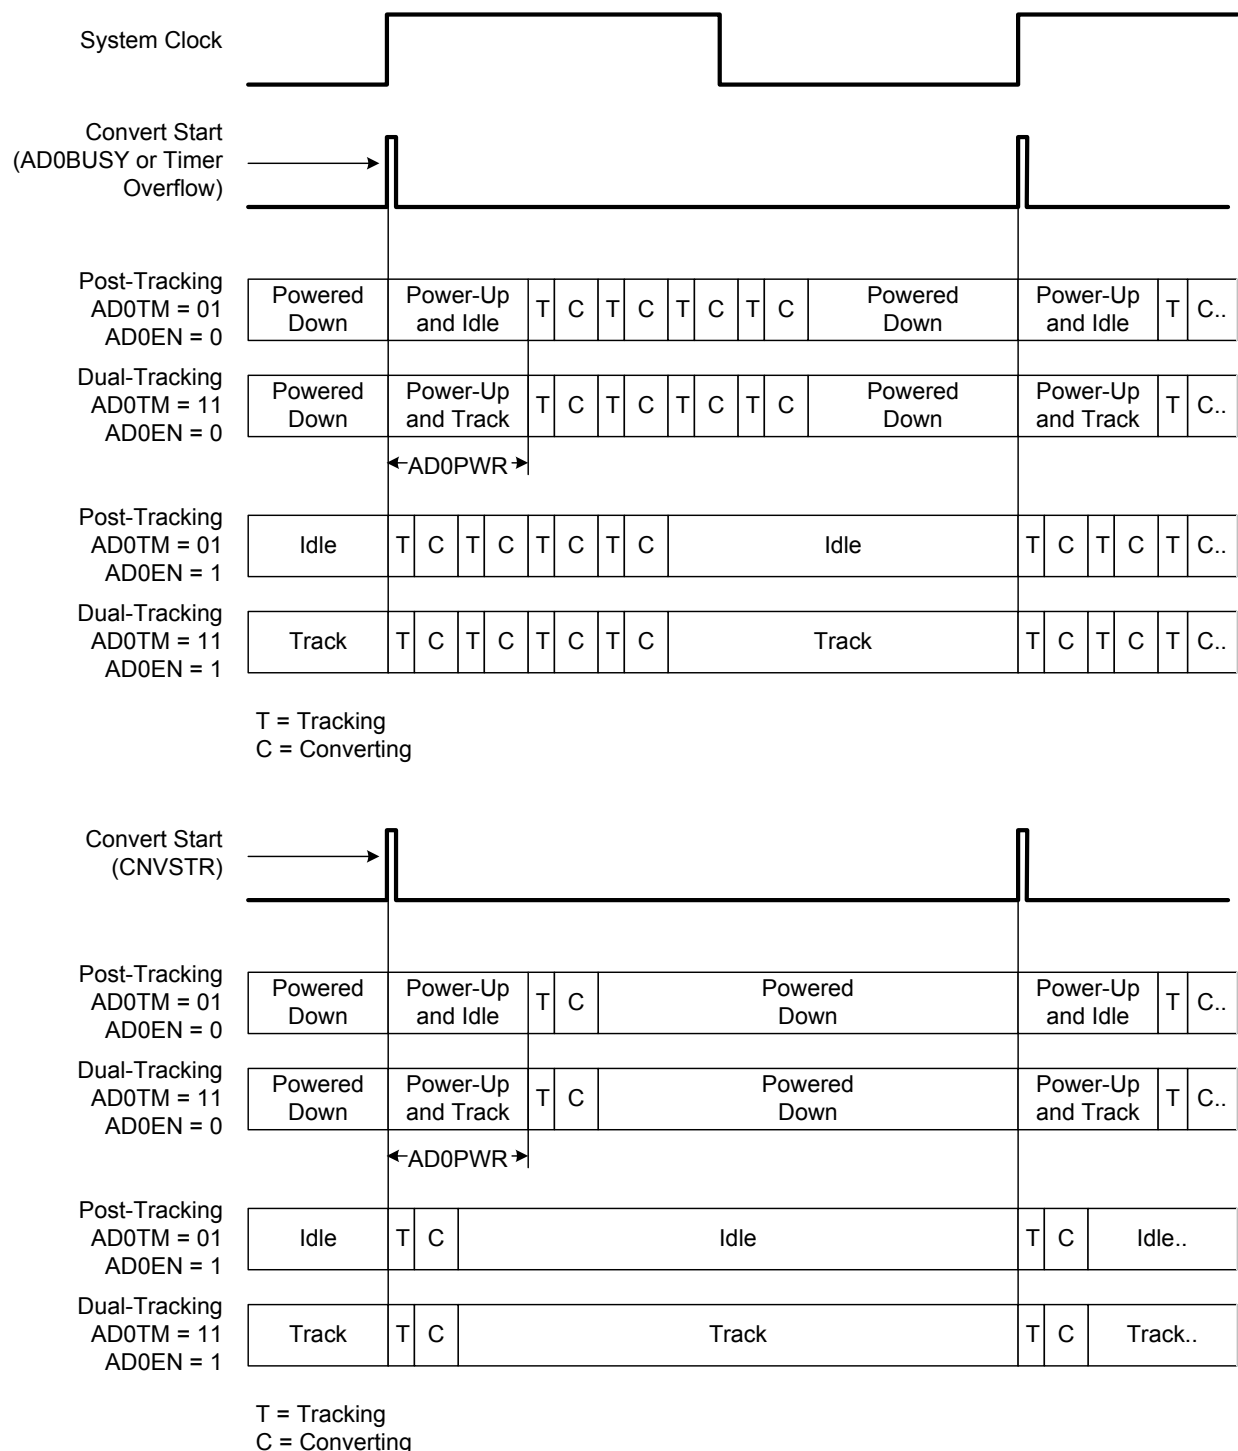 System Clock
Convert Start
(AD0BUSY or Timer
Overflow)
Post-Tracking
AD0TM = 01
AD0EN = 0
Powered
Down
Power-Up
and Idle
T C T C T C T C
Powered
Down
Power-Up
and Idle
T C..
Dual-Tracking
AD0TM = 11
AD0EN = 0
Powered
Down
Power-Up
and Track
T C T C T C T C
Powered
Down
Power-Up
and Track
T C..
AD0PWR
Post-Tracking
AD0TM = 01
AD0EN = 1
Idle T C T C T C T C Idle T C T C T C..
Dual-Tracking
AD0TM = 11
AD0EN = 1
Track T C T C T C T C Track T C T C T C..
T = Tracking
C = Converting
Convert Start
(CNVSTR)
Post-Tracking
AD0TM = 01
AD0EN = 0
Powered
Down
Power-Up
and Idle
T C
Powered
Down
Power-Up
and Idle
T C..
Dual-Tracking
AD0TM = 11
AD0EN = 0
Powered
Down
Power-Up
and Track
T C
Powered
Down
Power-Up
and Track
T C..
AD0PWR
Post-Tracking
AD0TM = 01
AD0EN = 1
Idle T C Idle T C Idle..
Dual-Tracking
AD0TM = 11
AD0EN = 1
Track T C Track T C Track..
T = Tracking
C = Converting